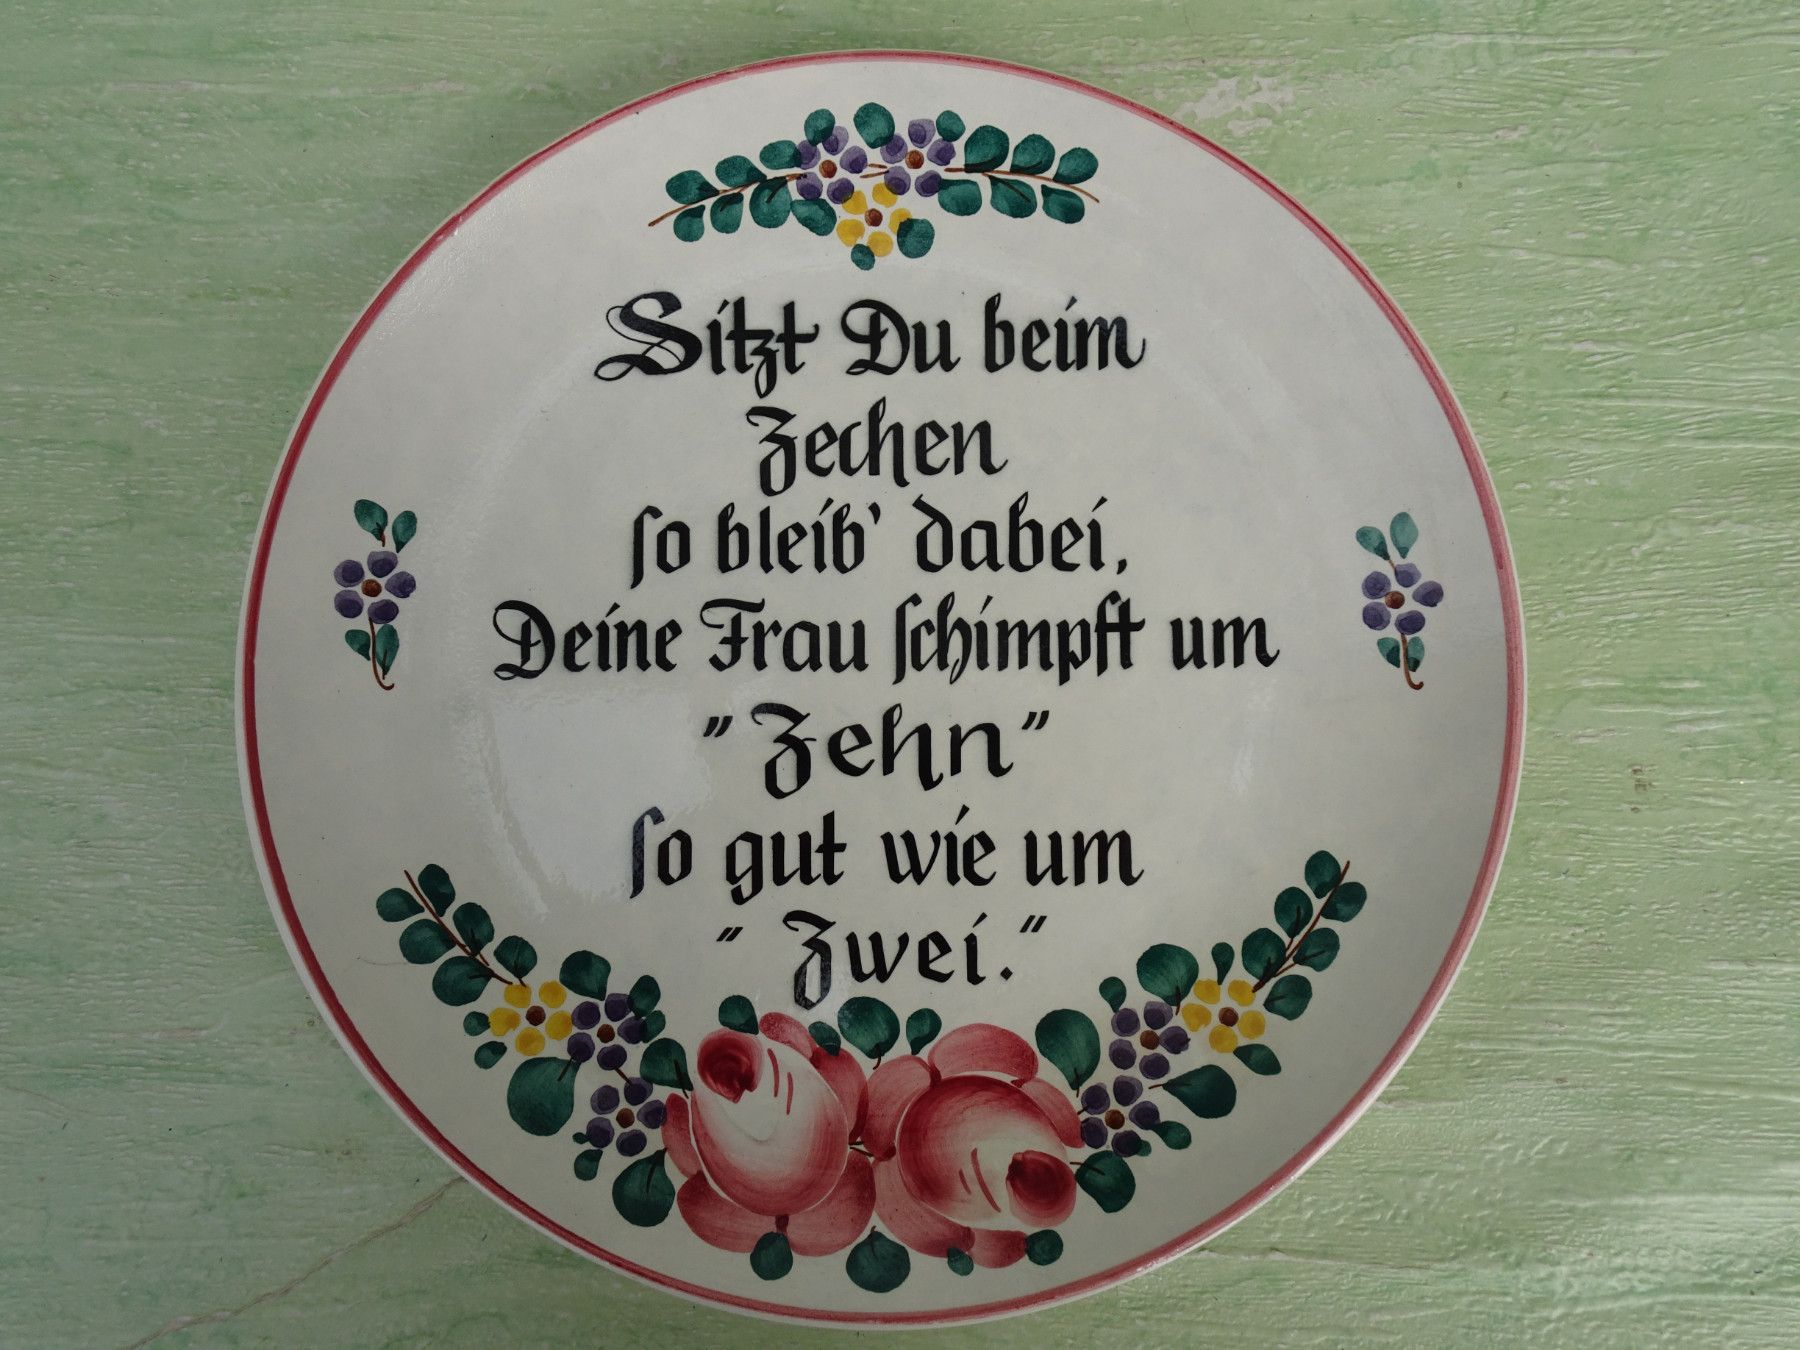 Sitzt Du beim
Zechen
ſo bleib' dabei,
Deine Frau ſchimpft um
"Zehn"
ſo gut wie um
"Zwei."